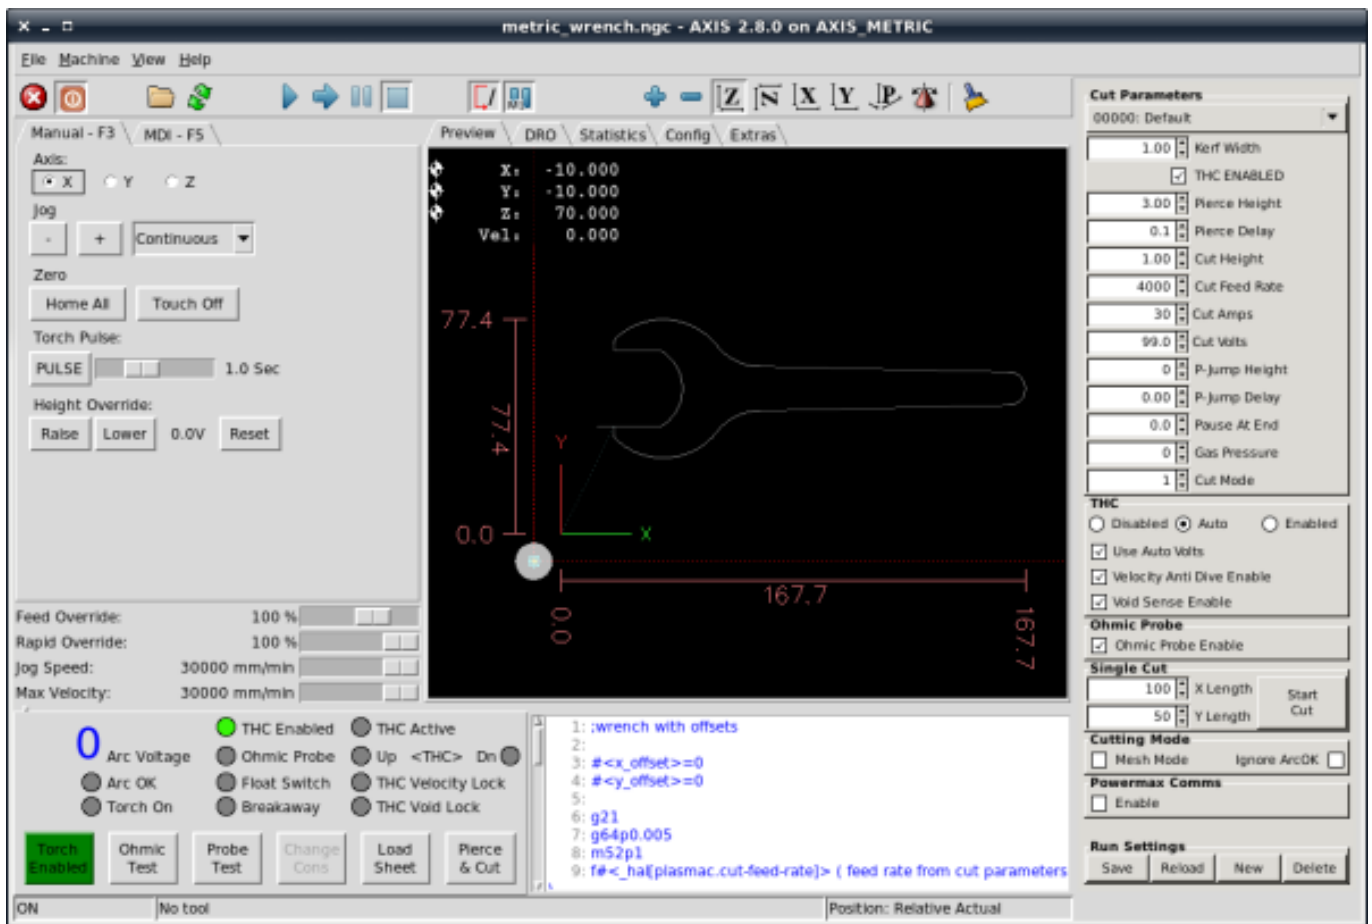 metric_wrench.ngc - AXIS 2.8.0 on AXIS_METRIC
File Machine View Help
Z N X Y P
Manual - F3 MDI - F5
Axis:
X Y Z
Jog
- + Continuous
Zero
Home All Touch Off
Torch Pulse:
PULSE 1.0 Sec
Height Override:
Raise Lower 0.0V Reset
Feed Override: 100 %
Rapid Override: 100 %
Jog Speed: 30000 mm/min
Max Velocity: 30000 mm/min
Preview DRO Statistics Config Extras
X: -10.000
Y: -10.000
Z: 70.000
Vel: 0.000
77.4
77.4
Y
0.0
X
167.7
0.0
167.7
Cut Parameters
00000: Default
1.00 Kerf Width
THC ENABLED
3.00 Pierce Height
0.1 Pierce Delay
1.00 Cut Height
4000 Cut Feed Rate
30 Cut Amps
99.0 Cut Volts
0 P-Jump Height
0.00 P-Jump Delay
0.0 Pause At End
0 Gas Pressure
1 Cut Mode
THC
Disabled Auto Enabled
Use Auto Volts
Velocity Anti Dive Enable
Void Sense Enable
Ohmic Probe
Ohmic Probe Enable
Single Cut
100 X Length
Start
Cut
50 Y Length
Cutting Mode
Mesh Mode Ignore ArcOK
Powermax Comms
Enable
Run Settings
Save Reload New Delete
0 Arc Voltage
Arc OK
Torch On
THC Enabled THC Active
Ohmic Probe Up <THC> Dn
Float Switch THC Velocity Lock
Breakaway THC Void Lock
Torch
Enabled
Ohmic
Test
Probe
Test
Change
Cons
Load
Sheet
Pierce
& Cut
1: ;wrench with offsets
2:
3: #<x_offset>=0
4: #<y_offset>=0
5:
6: g21
7: g64p0.005
8: m52p1
9: f#<_hal[plasmac.cut-feed-rate]> ( feed rate from cut parameters
ON No tool Position: Relative Actual